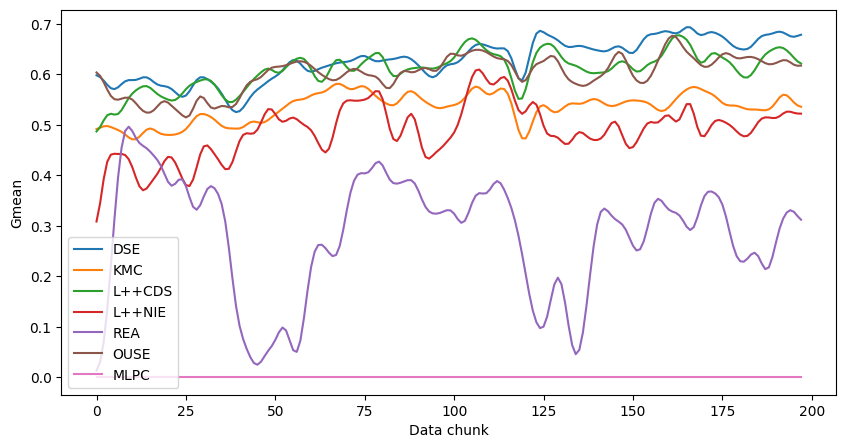 0.7
0.6
0.5
0.4
0.3
0.2
0.1
0.0
Gmean
DSE
KMC
L++CDS
L++NIE
REA
OUSE
MLPC
0 25 50 75 100 125 150 175 200
Data chunk